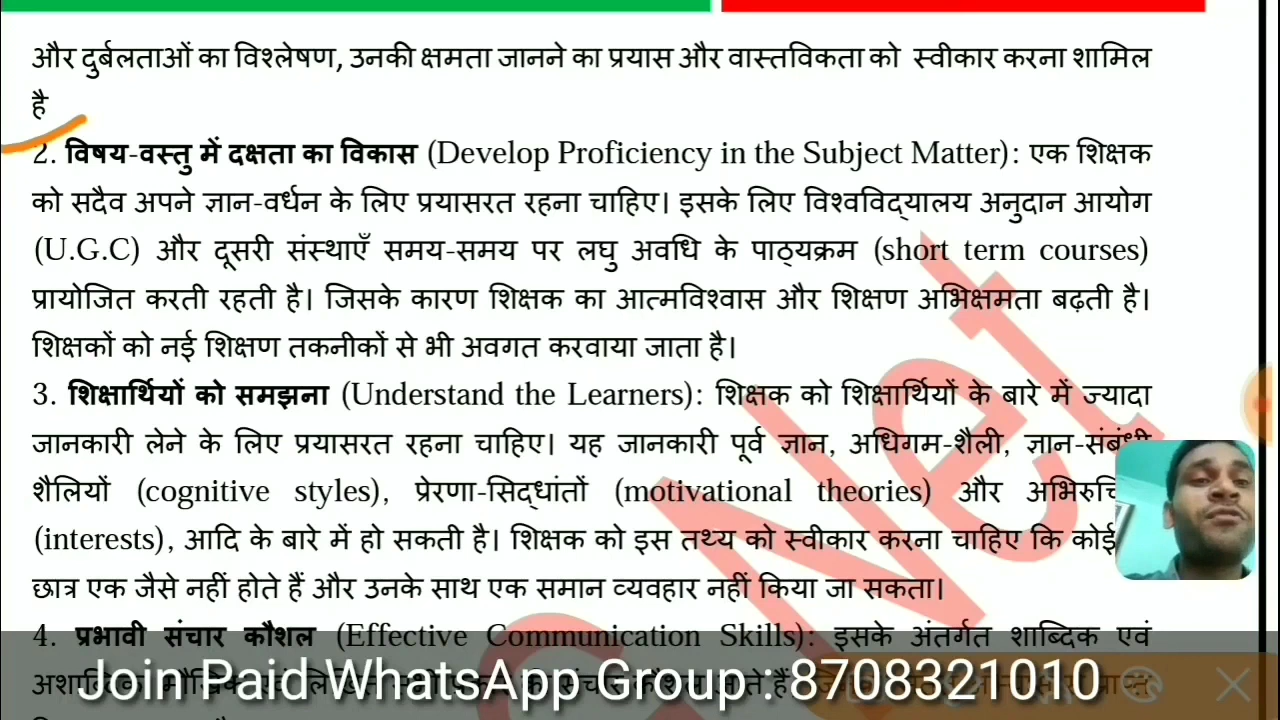 और दुर्बलताओं का विश्लेषण, उनकी क्षमता जानने का प्रयास और वास्तविकता को स्वीकार करना शामिल
है
2. विषय-वस्तु में दक्षता का विकास (Develop Proficiency in the Subject Matter): एक शिक्षक
को सदैव अपने ज्ञान-वर्धन के लिए प्रयासरत रहना चाहिए। इसके लिए विश्वविद्यालय अनुदान आयोग
(U.G.C) और दूसरी संस्थाएँ समय-समय पर लघु अवधि के पाठ्यक्रम (short term courses)
प्रायोजित करती रहती है। जिसके कारण शिक्षक का आत्मविश्वास और शिक्षण अभिक्षमता बढ़ती है।
शिक्षकों को नई शिक्षण तकनीकों से भी अवगत करवाया जाता है।
3. शिक्षार्थियों को समझना (Understand the Learners): शिक्षक को शिक्षार्थियों के बारे में ज्यादा
जानकारी लेने के लिए प्रयासरत रहना चाहिए। यह जानकारी पूर्व ज्ञान, अधिगम-शैली, ज्ञान-संबंधी
शैलियों (cognitive styles), प्रेरणा-सिद्धांतों (motivational theories) और
(interests), आदि के बारे में हो सकती है। शिक्षक को इस तथ्य को स्वीकार करना चाहिए कि कोई
छात्र एक जैसे नहीं होते हैं और उनके साथ एक समान व्यवहार नहीं किया जा सकता।
4. प्रभावी संचार कौशल (Effective Communication Skills): इसके अंतर्गत शाब्दिक एवं
Join Paid WhatsApp Group : 8708321010
Net